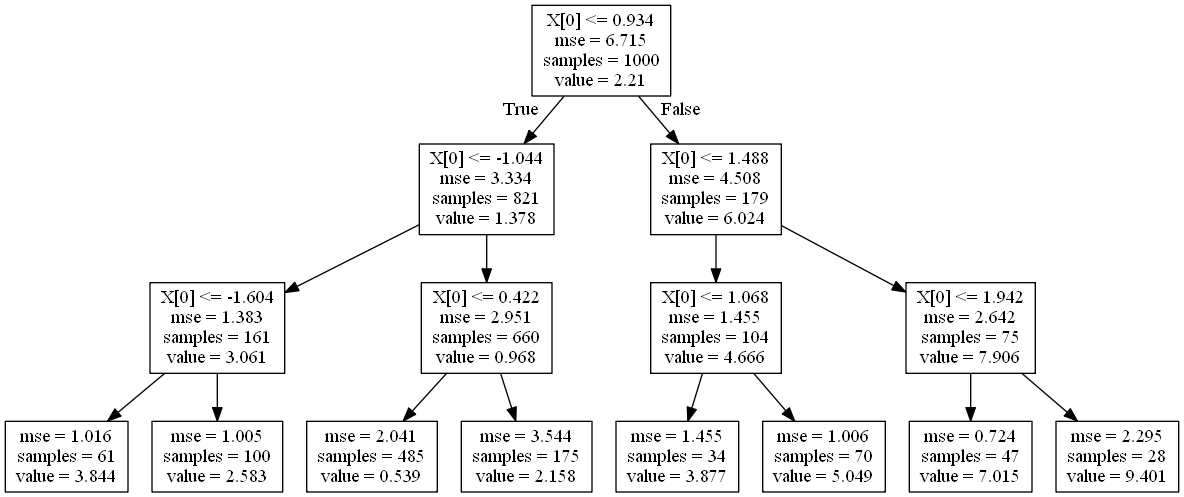 X[0] <= 0.934
mse = 6.715
samples = 1000
value = 2.21
True
False
X[0] <= -1.044
mse = 3.334
samples = 821
value = 1.378
X[0] <= 1.488
mse = 4.508
samples = 179
value = 6.024
X[0] <= -1.604
mse = 1.383
samples = 161
value = 3.061
X[0] <= 0.422
mse = 2.951
samples = 660
value = 0.968
X[0] <= 1.068
mse = 1.455
samples = 104
value = 4.666
X[0] <= 1.942
mse = 2.642
samples = 75
value = 7.906
mse = 1.016
samples = 61
value = 3.844
mse = 1.005
samples = 100
value = 2.583
mse = 2.041
samples = 485
value = 0.539
mse = 3.544
samples = 175
value = 2.158
mse = 1.455
samples = 34
value = 3.877
mse = 1.006
samples = 70
value = 5.049
mse = 0.724
samples = 47
value = 7.015
mse = 2.295
samples = 28
value = 9.401